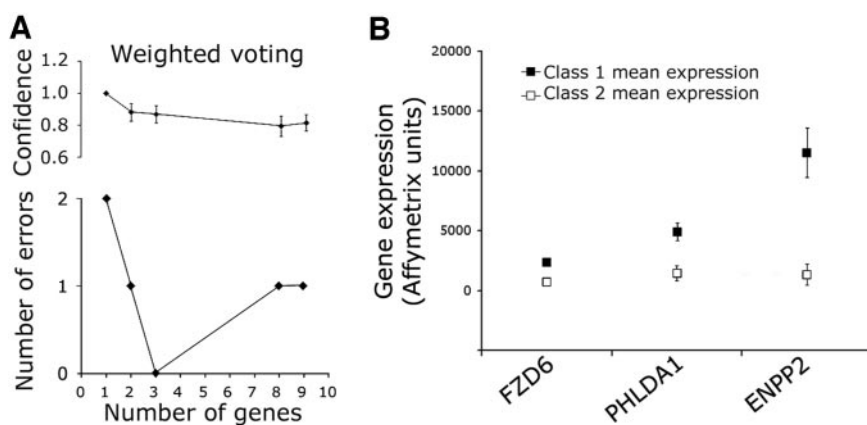 A
Weighted voting
Confidence
1.2
1.0
0.8
0.6
Number of errors
2
1
0
0 1 2 3 4 5 6 7 8 9 10
Number of genes
B
Gene expression
(Affymetrix units)
20000
15000
10000
5000
0
Class 1 mean expression
Class 2 mean expression
FZD6
PHLDA1
ENPP2